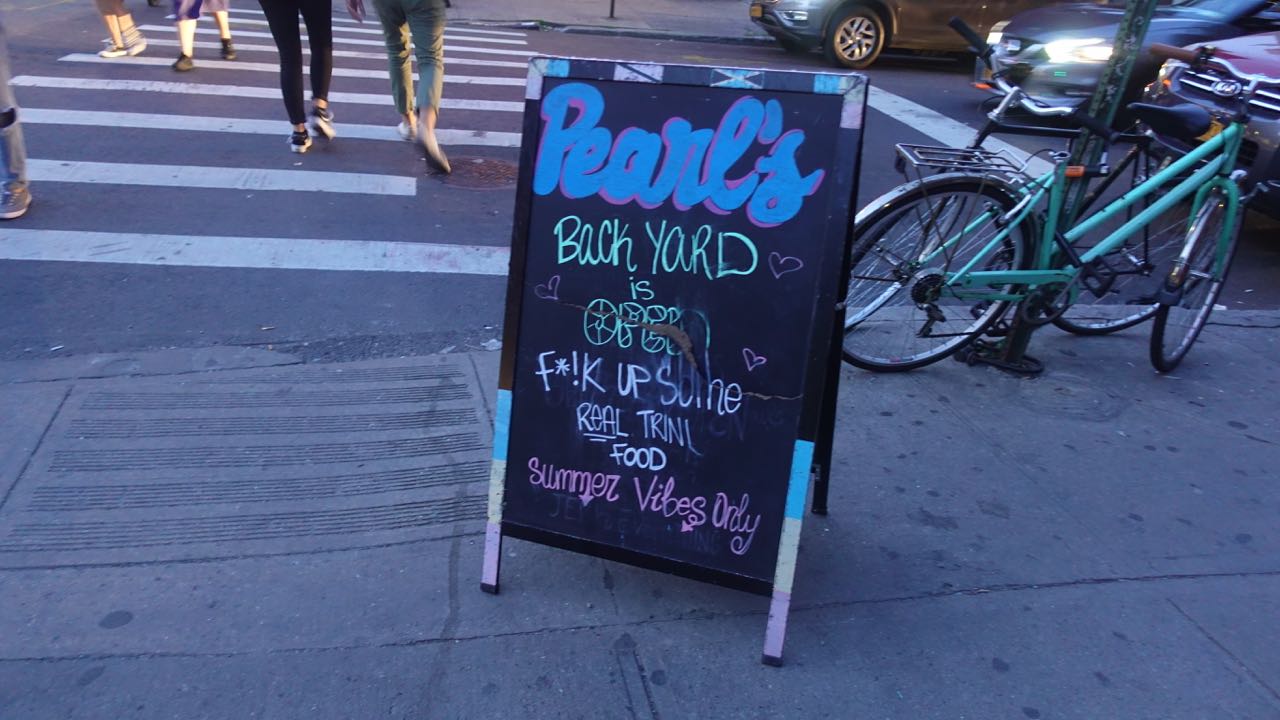 Pearl's
BACK YARD
is
OPEN
F*!K UP SOME
REAL TRINI
FOOD
Summer Vibes Only